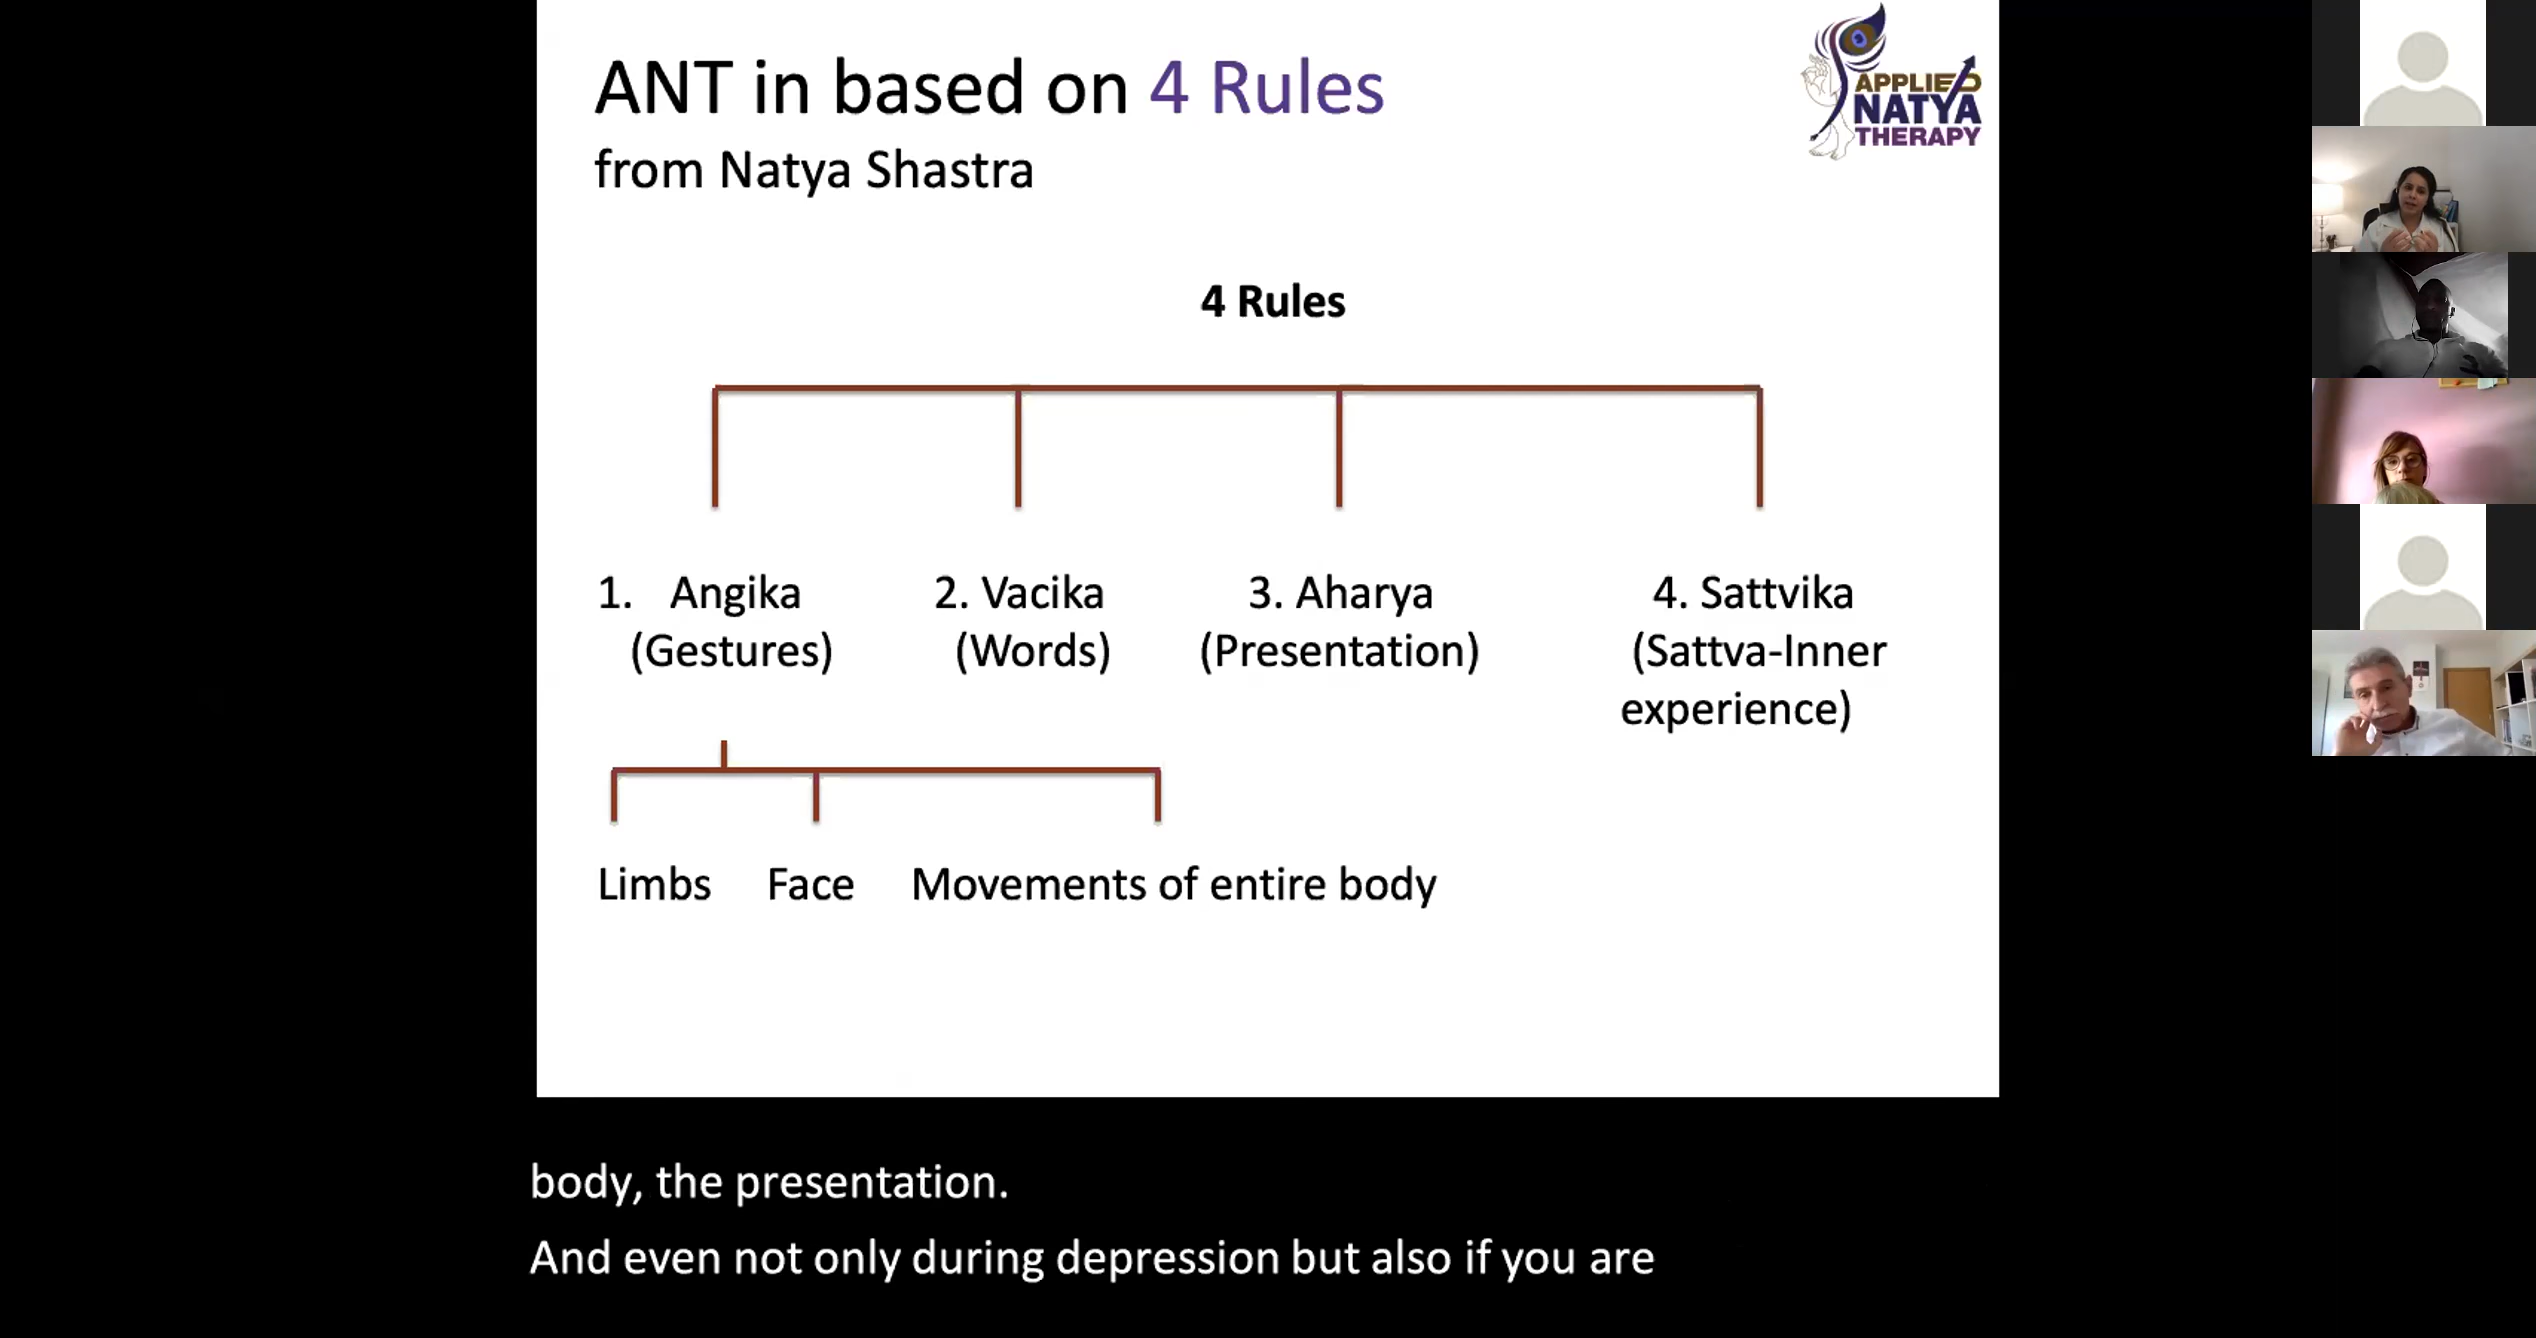 ANT in based on 4 Rules
from Natya Shastra
APPLIED
NATYA
THERAPY
4 Rules
1. Angika
(Gestures)
2. Vacika
(Words)
3. Aharya
(Presentation)
4. Sattvika
(Sattva-Inner
experience)
Limbs
Face
Movements of entire body
body, the presentation.
And even not only during depression but also if you are